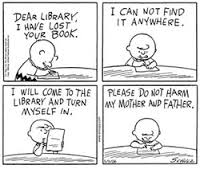 DEAR LIBRARY,
I HAVE LOST
YOUR BOOK.
I CAN NOT FIND
IT ANYWHERE.
I WILL COME TO THE
LIBRARY AND TURN
MYSELF IN.
PLEASE DO NOT HARM
MY MOTHER AND FATHER.
SCHULZ